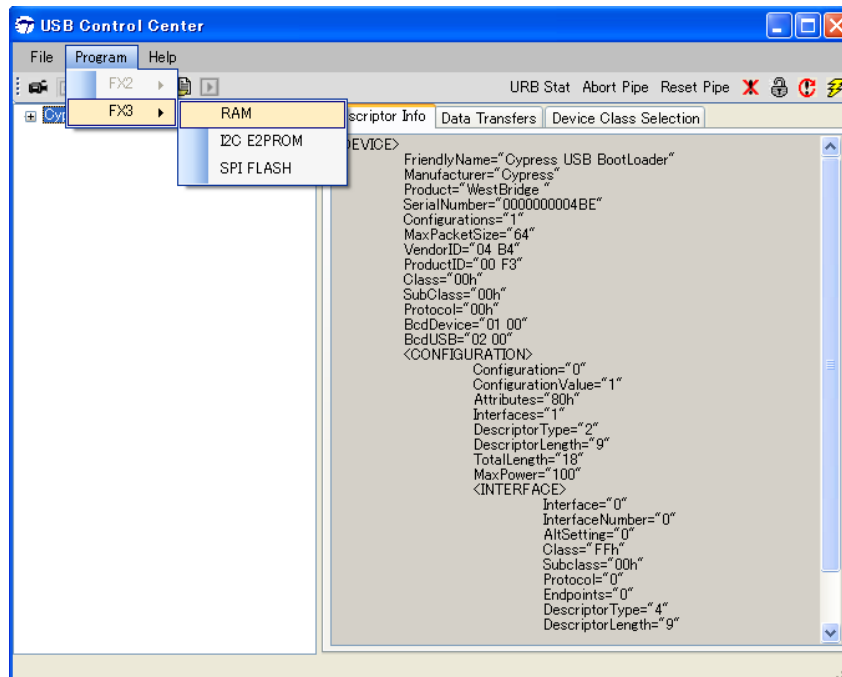 USB Control Center
File Program Help
FX2
FX3
RAM
I2C E2PROM
SPI FLASH
URB Stat Abort Pipe Reset Pipe
Cyp
scriptor Info Data Transfers Device Class Selection
DEVICE>
FriendlyName="Cypress USB BootLoader"
Manufacturer="Cypress"
Product="WestBridge "
SerialNumber="0000000004BE"
Configurations="1"
MaxPacketSize="64"
VendorID="04 B4"
ProductID="00 F3"
Class="00h"
SubClass="00h"
Protocol="00h"
BcdDevice="01 00"
BcdUSB="02 00"
<CONFIGURATION>
Configuration="0"
ConfigurationValue="1"
Attributes="80h"
Interfaces="1"
DescriptorType="2"
DescriptorLength="9"
TotalLength="18"
MaxPower="100"
<INTERFACE>
Interface="0"
InterfaceNumber="0"
AltSetting="0"
Class="FFh"
Subclass="00h"
Protocol="0"
Endpoints="0"
DescriptorType="4"
DescriptorLength="9"